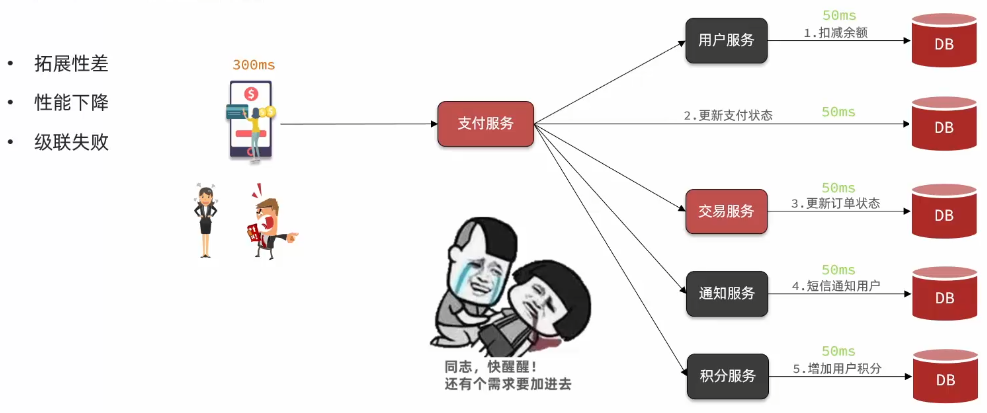 • 拓展性差
• 性能下降
• 级联失败
300ms
$
支付服务
用户服务
50ms
1.扣减余额
DB
2.更新支付状态
50ms
DB
交易服务
50ms
3.更新订单状态
DB
通知服务
50ms
4.短信通知用户
DB
积分服务
50ms
5.增加用户积分
DB
同志，快醒醒！
还有个需求要加进去